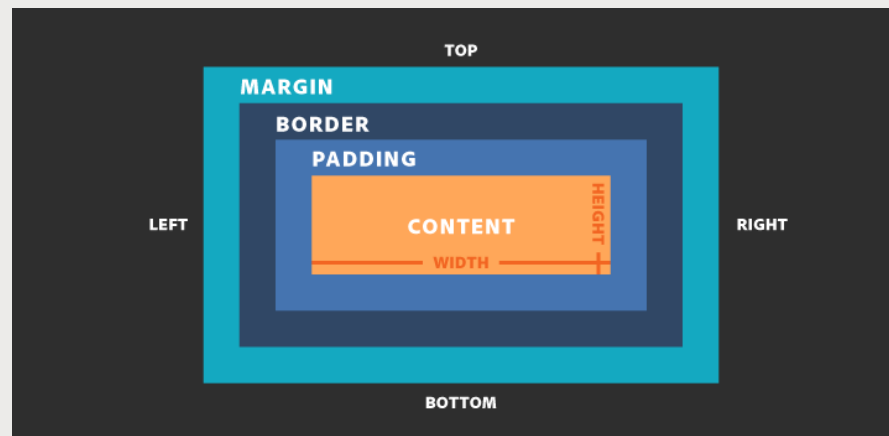 TOP
MARGIN
BORDER
PADDING
HEIGHT
LEFT
CONTENT
RIGHT
WIDTH
BOTTOM